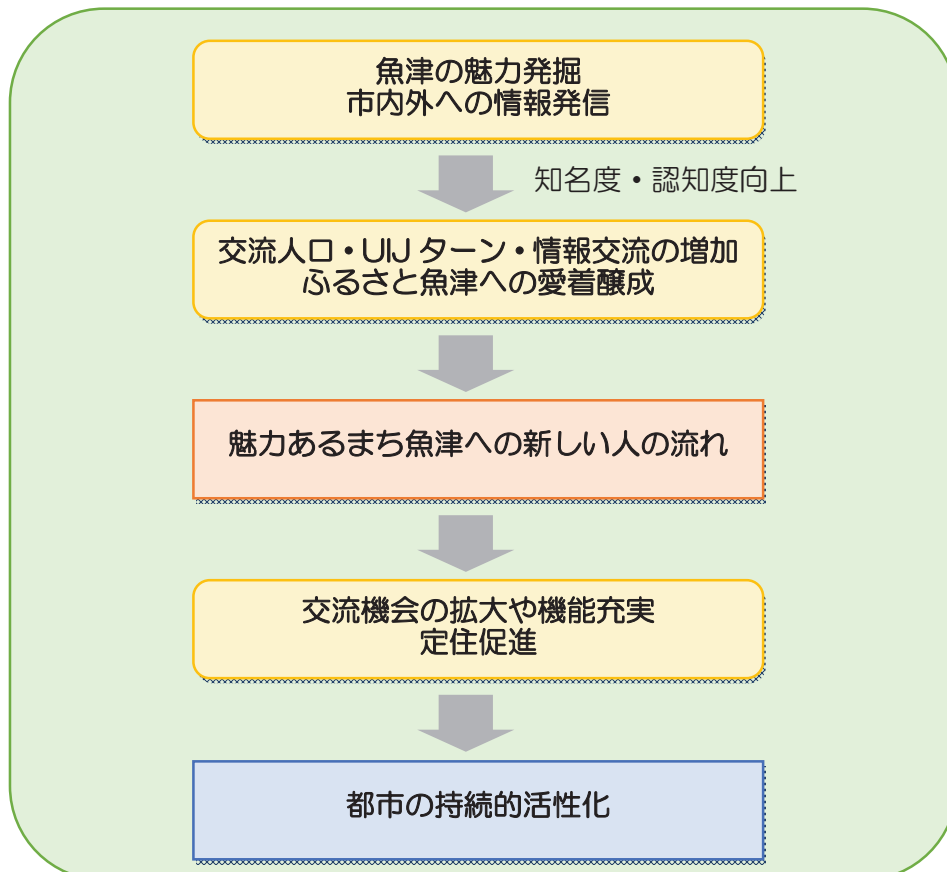 魚津の魅力発掘
市内外への情報発信
知名度・認知度向上
交流人口・UIJターン・情報交流の増加
ふるさと魚津への愛着醸成
魅力あるまち魚津への新しい人の流れ
交流機会の拡大や機能充実
定住促進
都市の持続的活性化